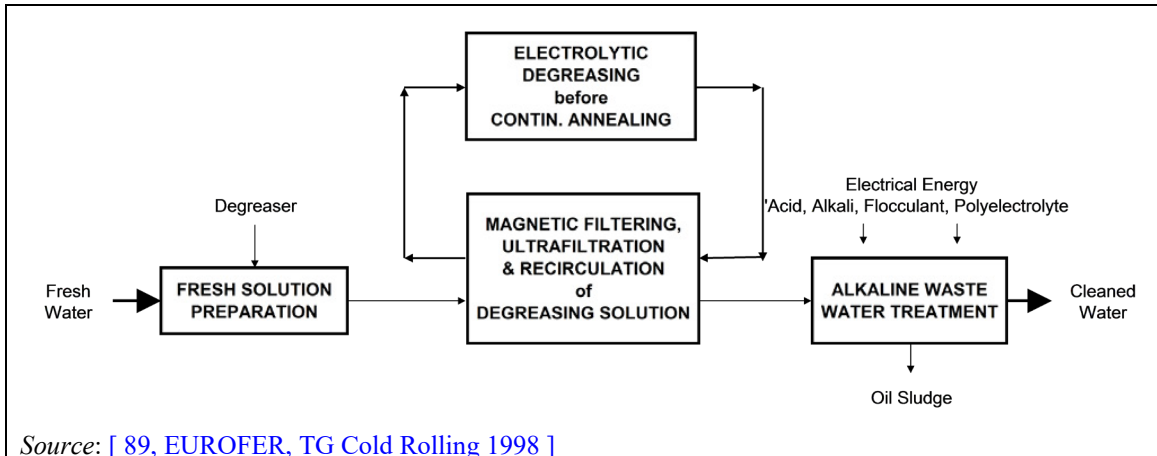 ELECTROLYTIC
DEGREASING
before
CONTIN. ANNEALING
Degreaser
Electrical Energy
'Acid, Alkali, Flocculant, Polyelectrolyte
MAGNETIC FILTERING,
ULTRAFILTRATION
& RECIRCULATION
of
DEGREASING SOLUTION
Fresh
Water
FRESH SOLUTION
PREPARATION
ALKALINE WASTE
WATER TREATMENT
Cleaned
Water
Oil Sludge
Source: [ 89, EUROFER, TG Cold Rolling 1998 ]